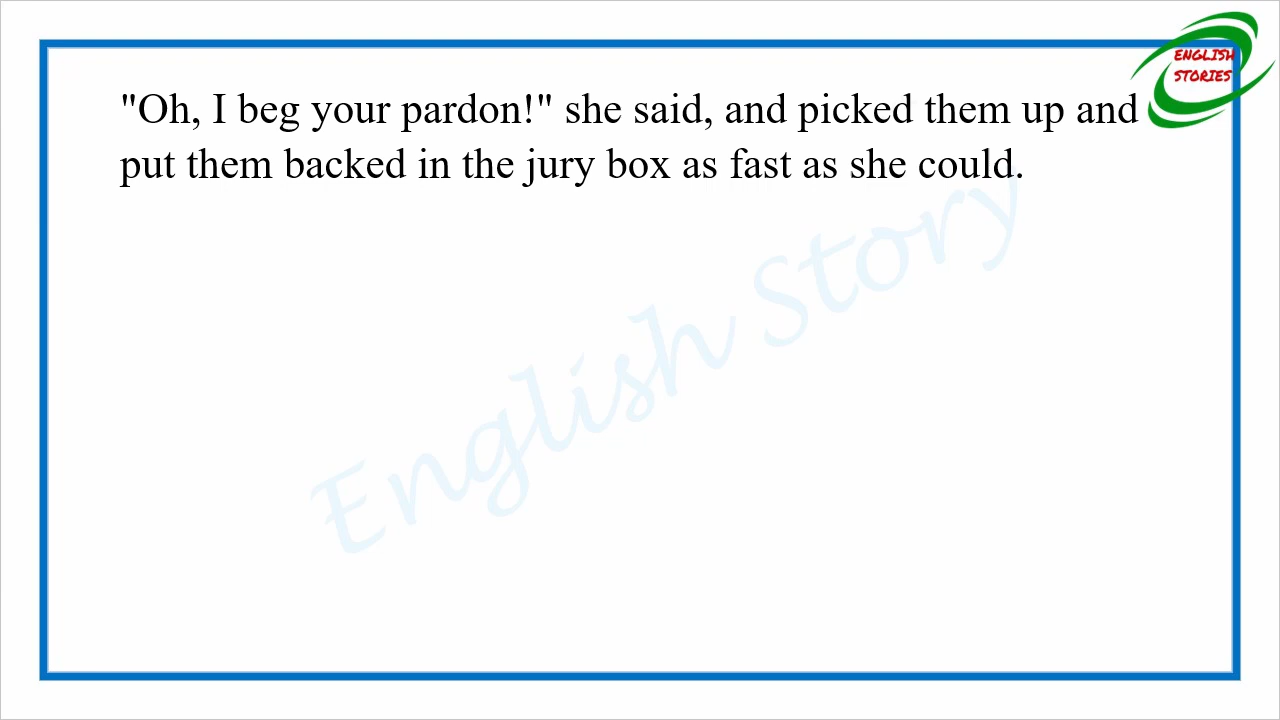 ENGLISH
STORIES
"Oh, I beg your pardon!" she said, and picked them up and
put them backed in the jury box as fast as she could.
English Story